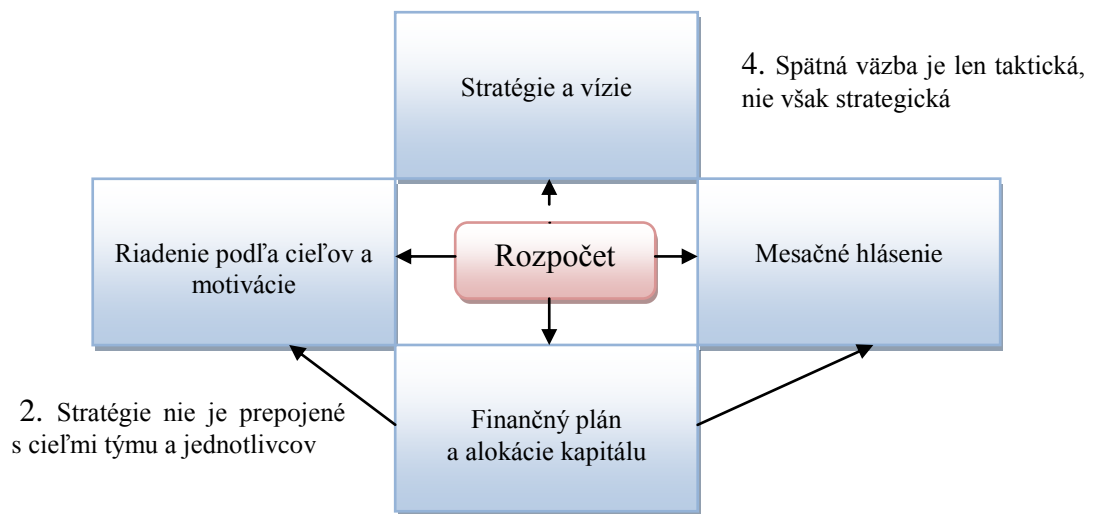 Stratégie a vízie
4. Spätná väzba je len taktická,
nie však strategická
Riadenie podľa cieľov a
motivácie
Rozpočet
Mesačné hlásenie
2. Stratégie nie je prepojené
s cieľmi týmu a jednotlivcov
Finančný plán
a alokácie kapitálu